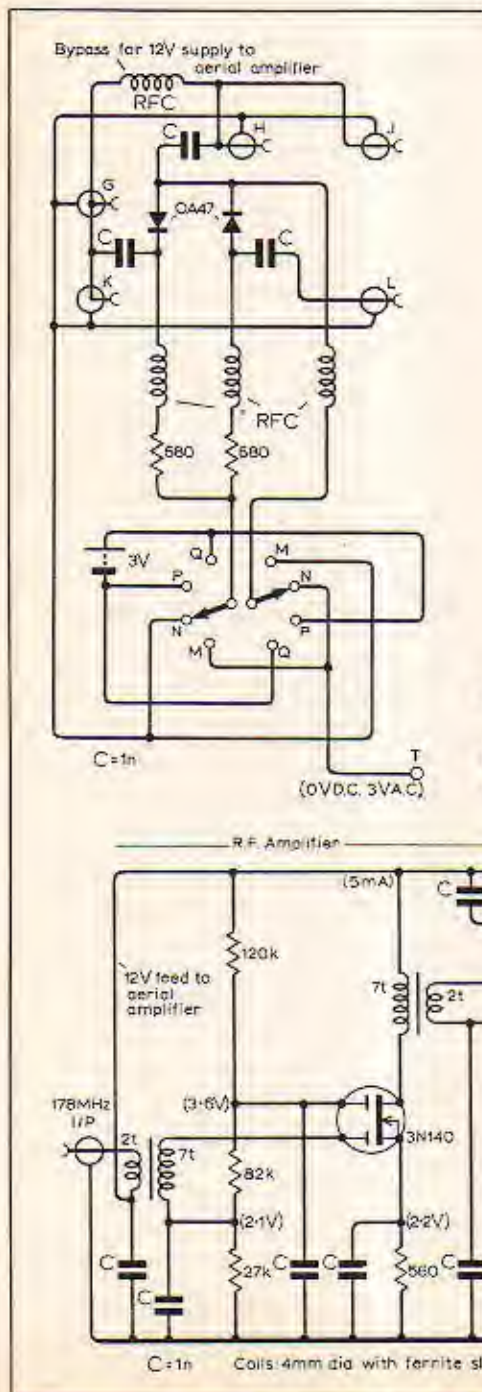 Bypass for 12V supply to
aerial amplifier
RFC
C
H
J
G
OA47
C
C
K
L
RFC
680
680
3V
Q
M
P
N
N
P
M
Q
C=1n
T
(0VD.C. 3VA.C)
R.F. Amplifier
(5mA)
C
120k
12V feed to
aerial
amplifier
7t
2t
178MHz
I/P
(3·6V)
2t
7t
3N140
82k
(2·1V)
(2·2V)
C
27k
C
C
560
C
C
C=1n
Coils: 4mm dia with ferrite